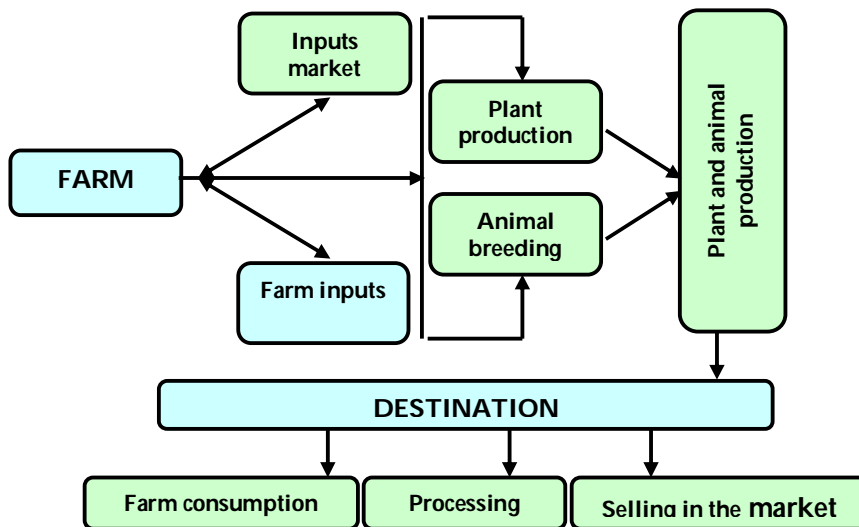 Inputs
market
Plant
production
FARM
Animal
breeding
Farm inputs
Plant and animal
production
DESTINATION
Farm consumption
Processing
Selling in the market